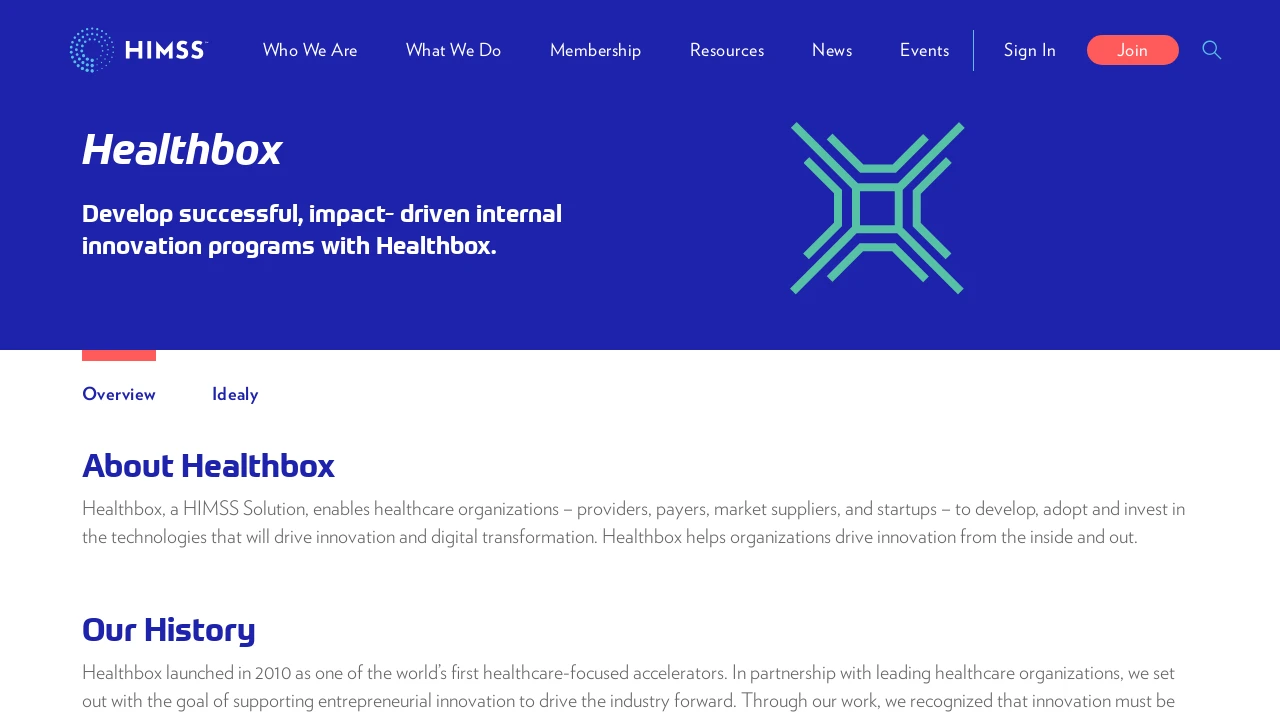 HIMSS
Who We Are
What We Do
Membership
Resources
News
Events
Sign In
Join
Healthbox
Develop successful, impact- driven internal
innovation programs with Healthbox.
Overview
Idealy
About Healthbox
Healthbox, a HIMSS Solution, enables healthcare organizations – providers, payers, market suppliers, and startups – to develop, adopt and invest in
the technologies that will drive innovation and digital transformation. Healthbox helps organizations drive innovation from the inside and out.
Our History
Healthbox launched in 2010 as one of the world’s first healthcare-focused accelerators. In partnership with leading healthcare organizations, we set
out with the goal of supporting entrepreneurial innovation to drive the industry forward. Through our work, we recognized that innovation must be